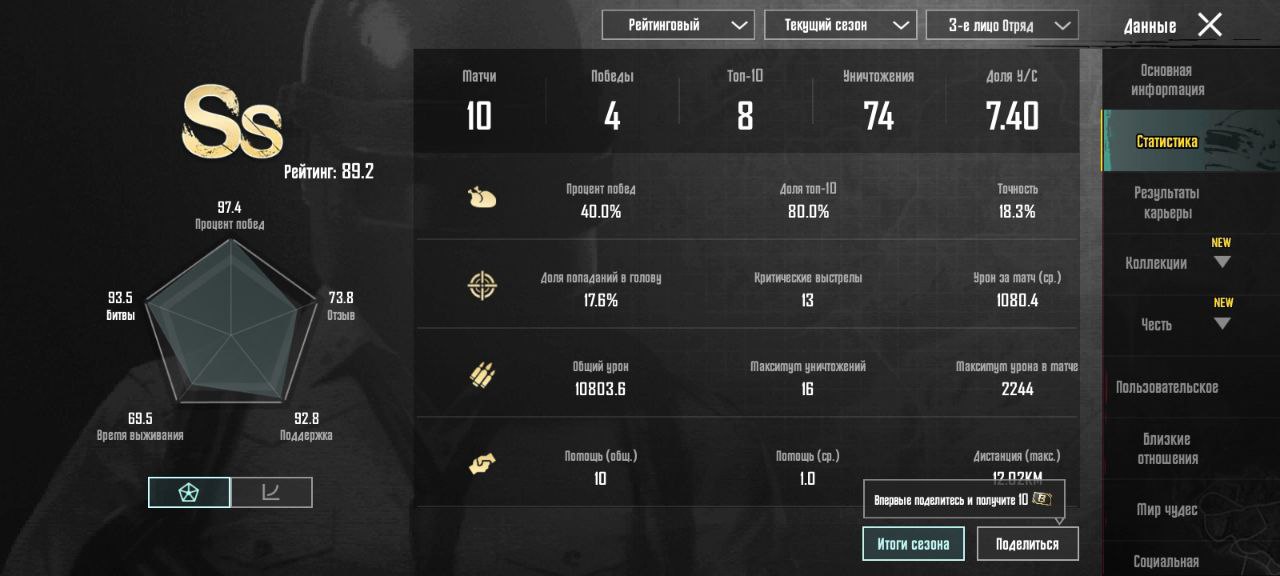 Рейтинговый
Текущий сезон
3-е лицо Отряд
Данные
Ss
Рейтинг: 89.2
97.4
Процент побед
93.5
Битвы
73.8
Отзыв
69.5
Время выживания
92.8
Поддержка
Матчи
Победы
Топ-10
Уничтожения
Доля У/С
10
4
8
74
7.40
Процент побед
Доля топ-10
Точность
40.0%
80.0%
18.3%
Доля попаданий в голову
Критические выстрелы
Урон за матч (ср.)
17.6%
13
1080.4
Общий урон
Максимум уничтожений
Максимум урона в матче
10803.6
16
2244
Помощь (общ.)
Помощь (ср.)
Дистанция (макс.)
10
1.0
12.02KM
Впервые поделитесь и получите 10
Итоги сезона
Поделиться
Основная
информация
Статистика
Результаты
карьеры
NEW
Коллекции
NEW
Честь
Пользовательское
Близкие
отношения
Мир чудес
Социальная